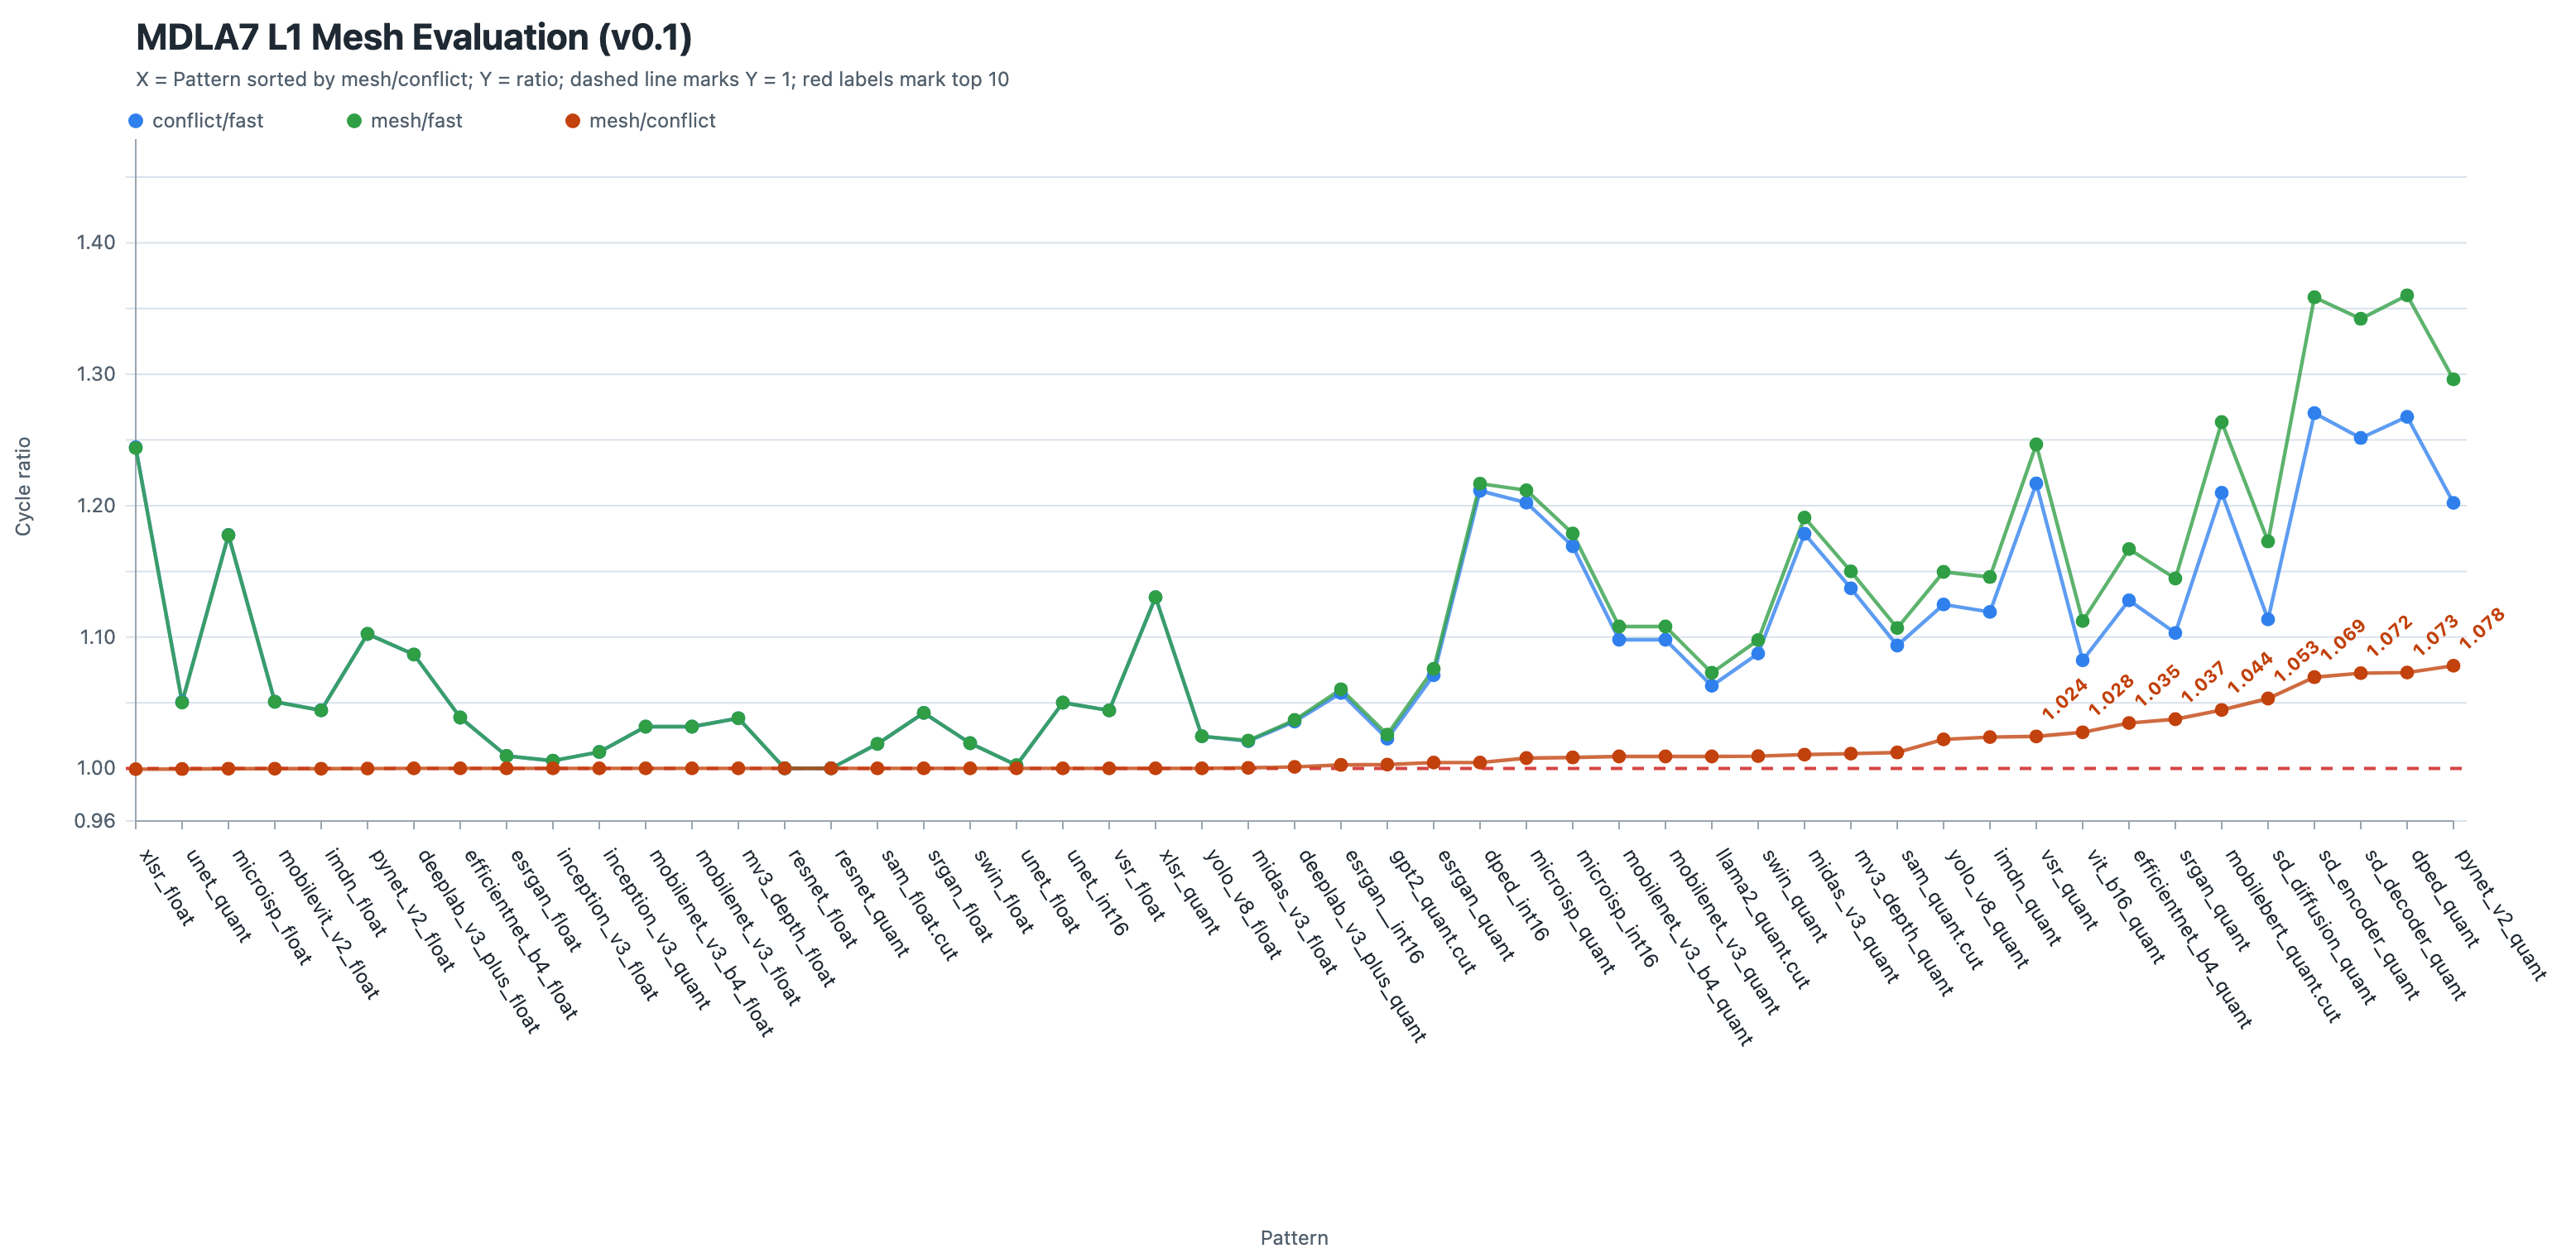 MDLA7 L1 Mesh Evaluation (v0.1)
X = Pattern sorted by mesh/conflict; Y = ratio; dashed line marks Y = 1; red labels mark top 10
conflict/fast
mesh/fast
mesh/conflict
Cycle ratio
1.40
1.30
1.20
1.10
1.00
0.96
1.024
1.028
1.035
1.037
1.044
1.053
1.069
1.072
1.073
1.078
xlsr_float
unet_quant
microisp_float
mobilevit_v2_float
imdn_float
pynet_v2_float
deeplab_v3_plus_float
efficientnet_b4_float
esrgan_float
inception_v3_float
inception_v3_quant
mobilenet_v3_b4_float
mobilenet_v3_float
mv3_depth_float
resnet_float
resnet_quant
sam_float.cut
srgan_float
swin_float
unet_float
unet_int16
vsr_float
xlsr_quant
yolo_v8_float
midas_v3_float
deeplab_v3_plus_quant
esrgan__int16
gpt2_quant.cut
esrgan_quant
dped_int16
microisp_quant
microisp_int16
mobilenet_v3_b4_quant
mobilenet_v3_quant
llama2_quant.cut
swin_quant
midas_v3_quant
mv3_depth_quant
sam_quant.cut
yolo_v8_quant
imdn_quant
vsr_quant
vit_b16_quant
efficientnet_b4_quant
srgan_quant
mobilebert_quant.cut
sd_diffusion_quant
sd_encoder_quant
sd_decoder_quant
dped_quant
pynet_v2_quant
Pattern